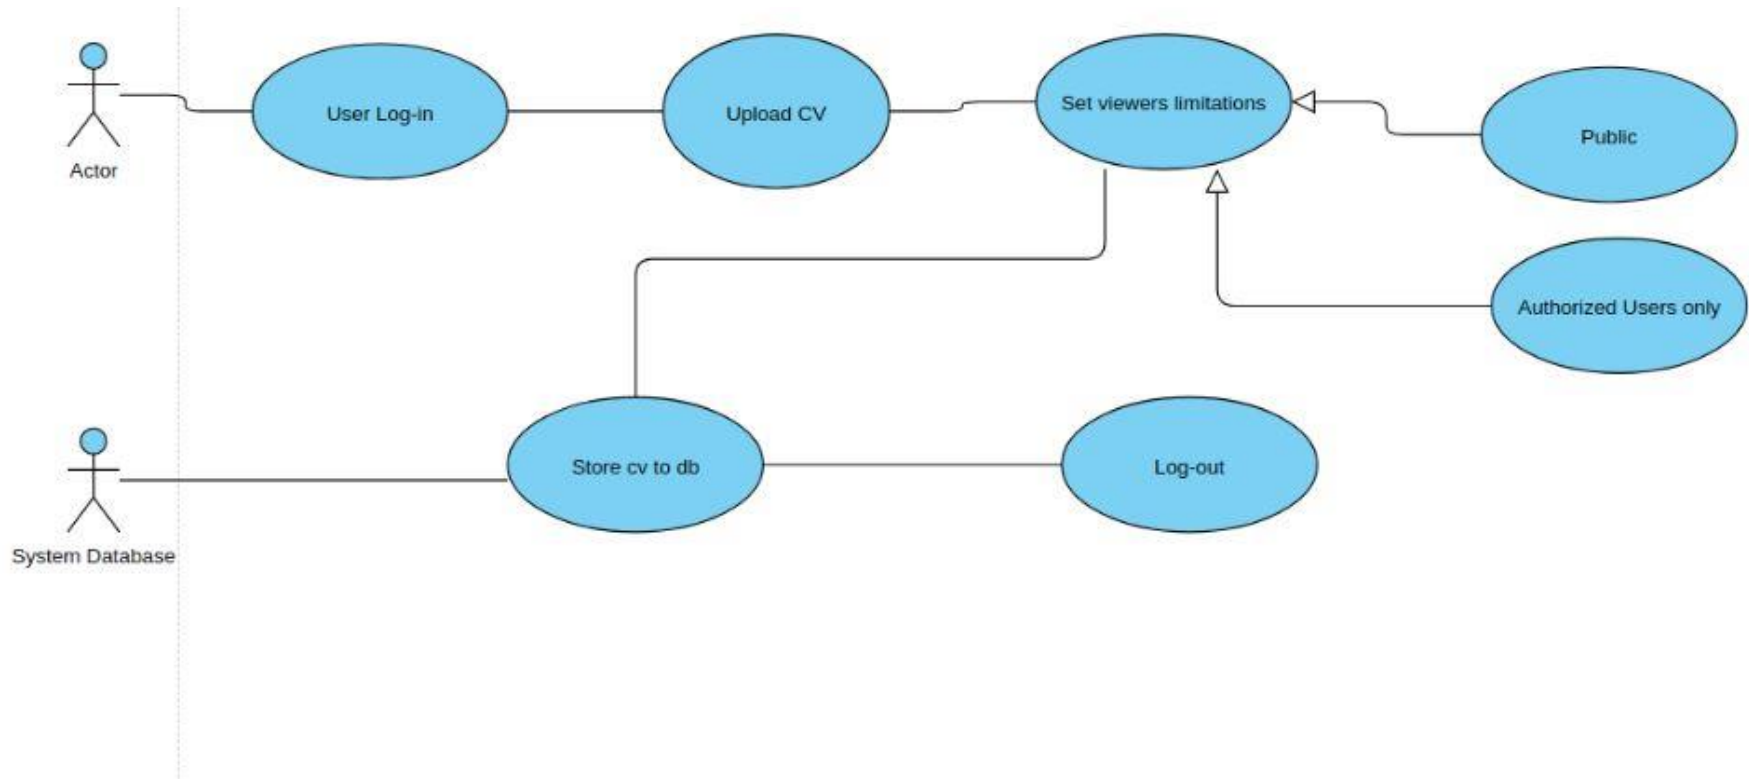 User Log-in
Upload CV
Set viewers limitations
Public
Actor
Authorized Users only
Store cv to db
Log-out
System Database